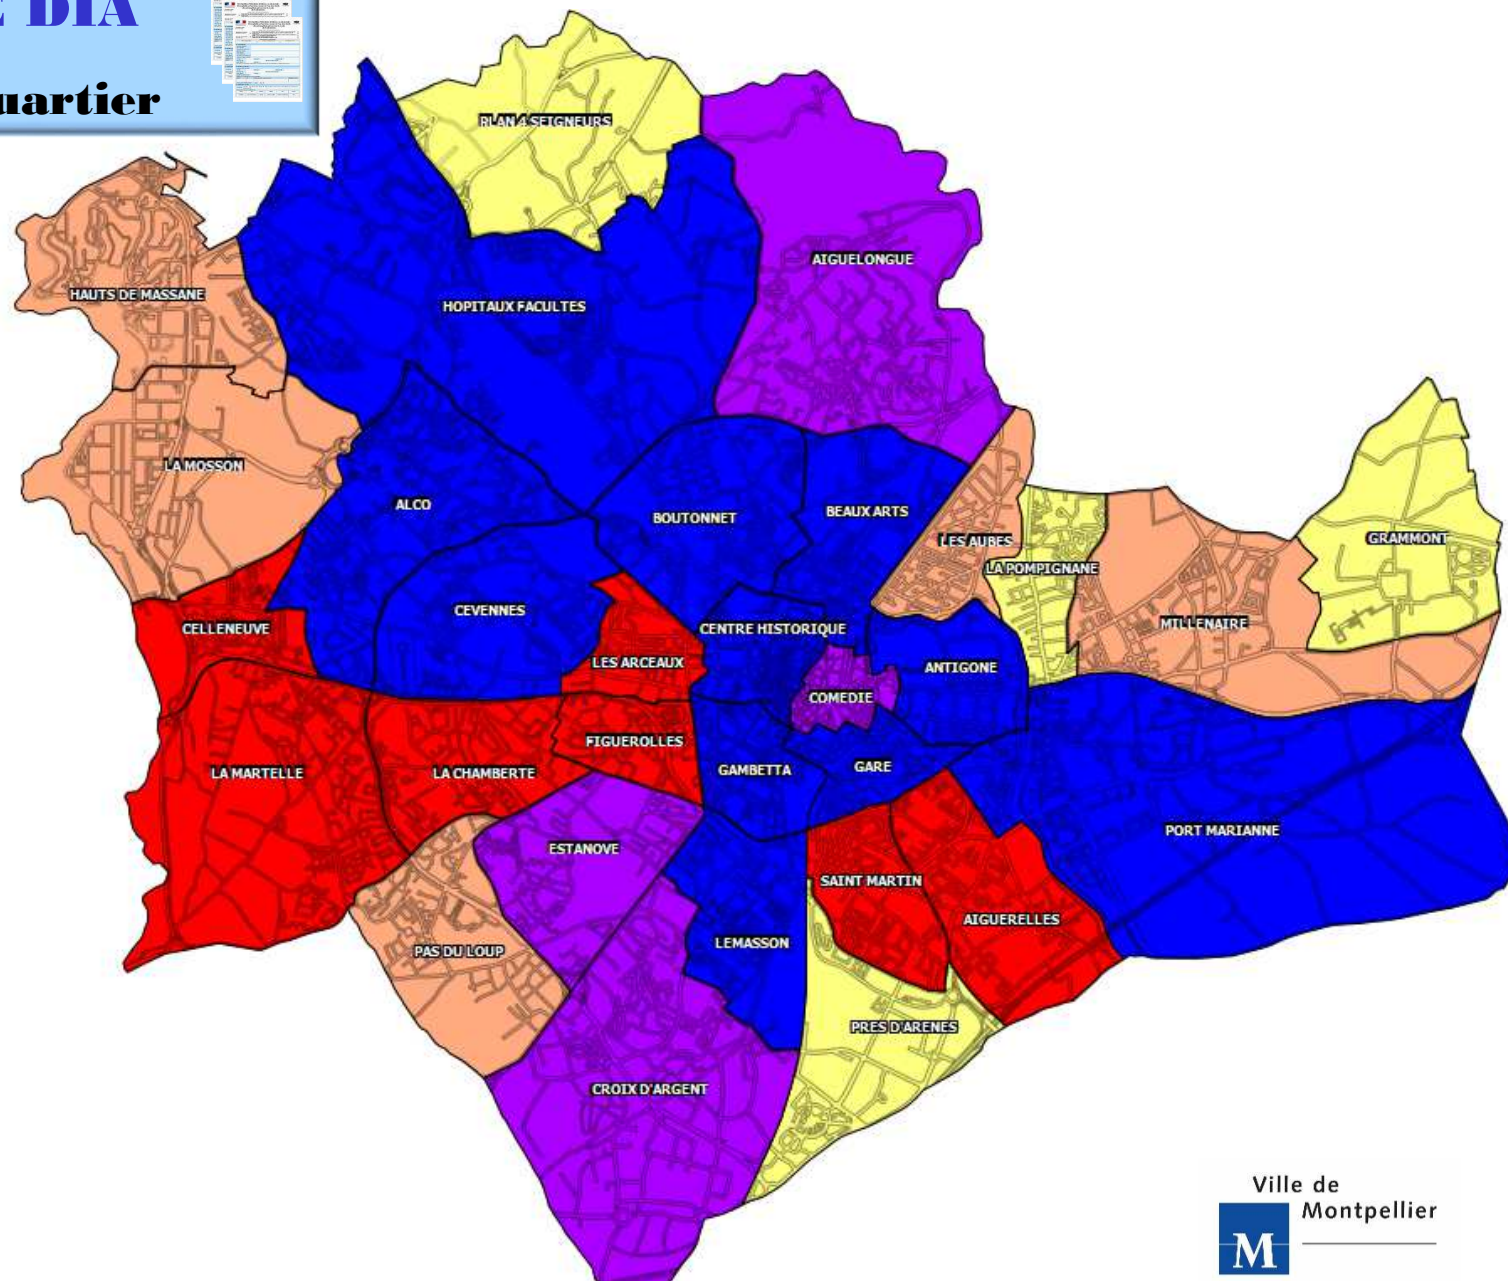 E DIA
uartier
PLAN 4 SEIGNEURS
AIGUELONGUE
HAUTS DE MASSANE
HOPITAUX FACULTES
LA MOSSON
ALCO
BOUTONNET
BEAUX ARTS
LES AUBES
GRAMMONT
LA POMPIGNANE
CEVENNES
MILLENAIRE
CELLENEUVE
CENTRE HISTORIQUE
LES ARCEAUX
ANTIGONE
COMEDIE
FIGUEROLLES
LA MARTELLE
LA CHAMBERTE
GAMBETTA
GARE
PORT MARIANNE
ESTANOVE
SAINT MARTIN
AIGUERELLES
PAS DU LOUP
LEMASSON
PRES D'ARENES
CROIX D'ARGENT
Ville de
Montpellier
M